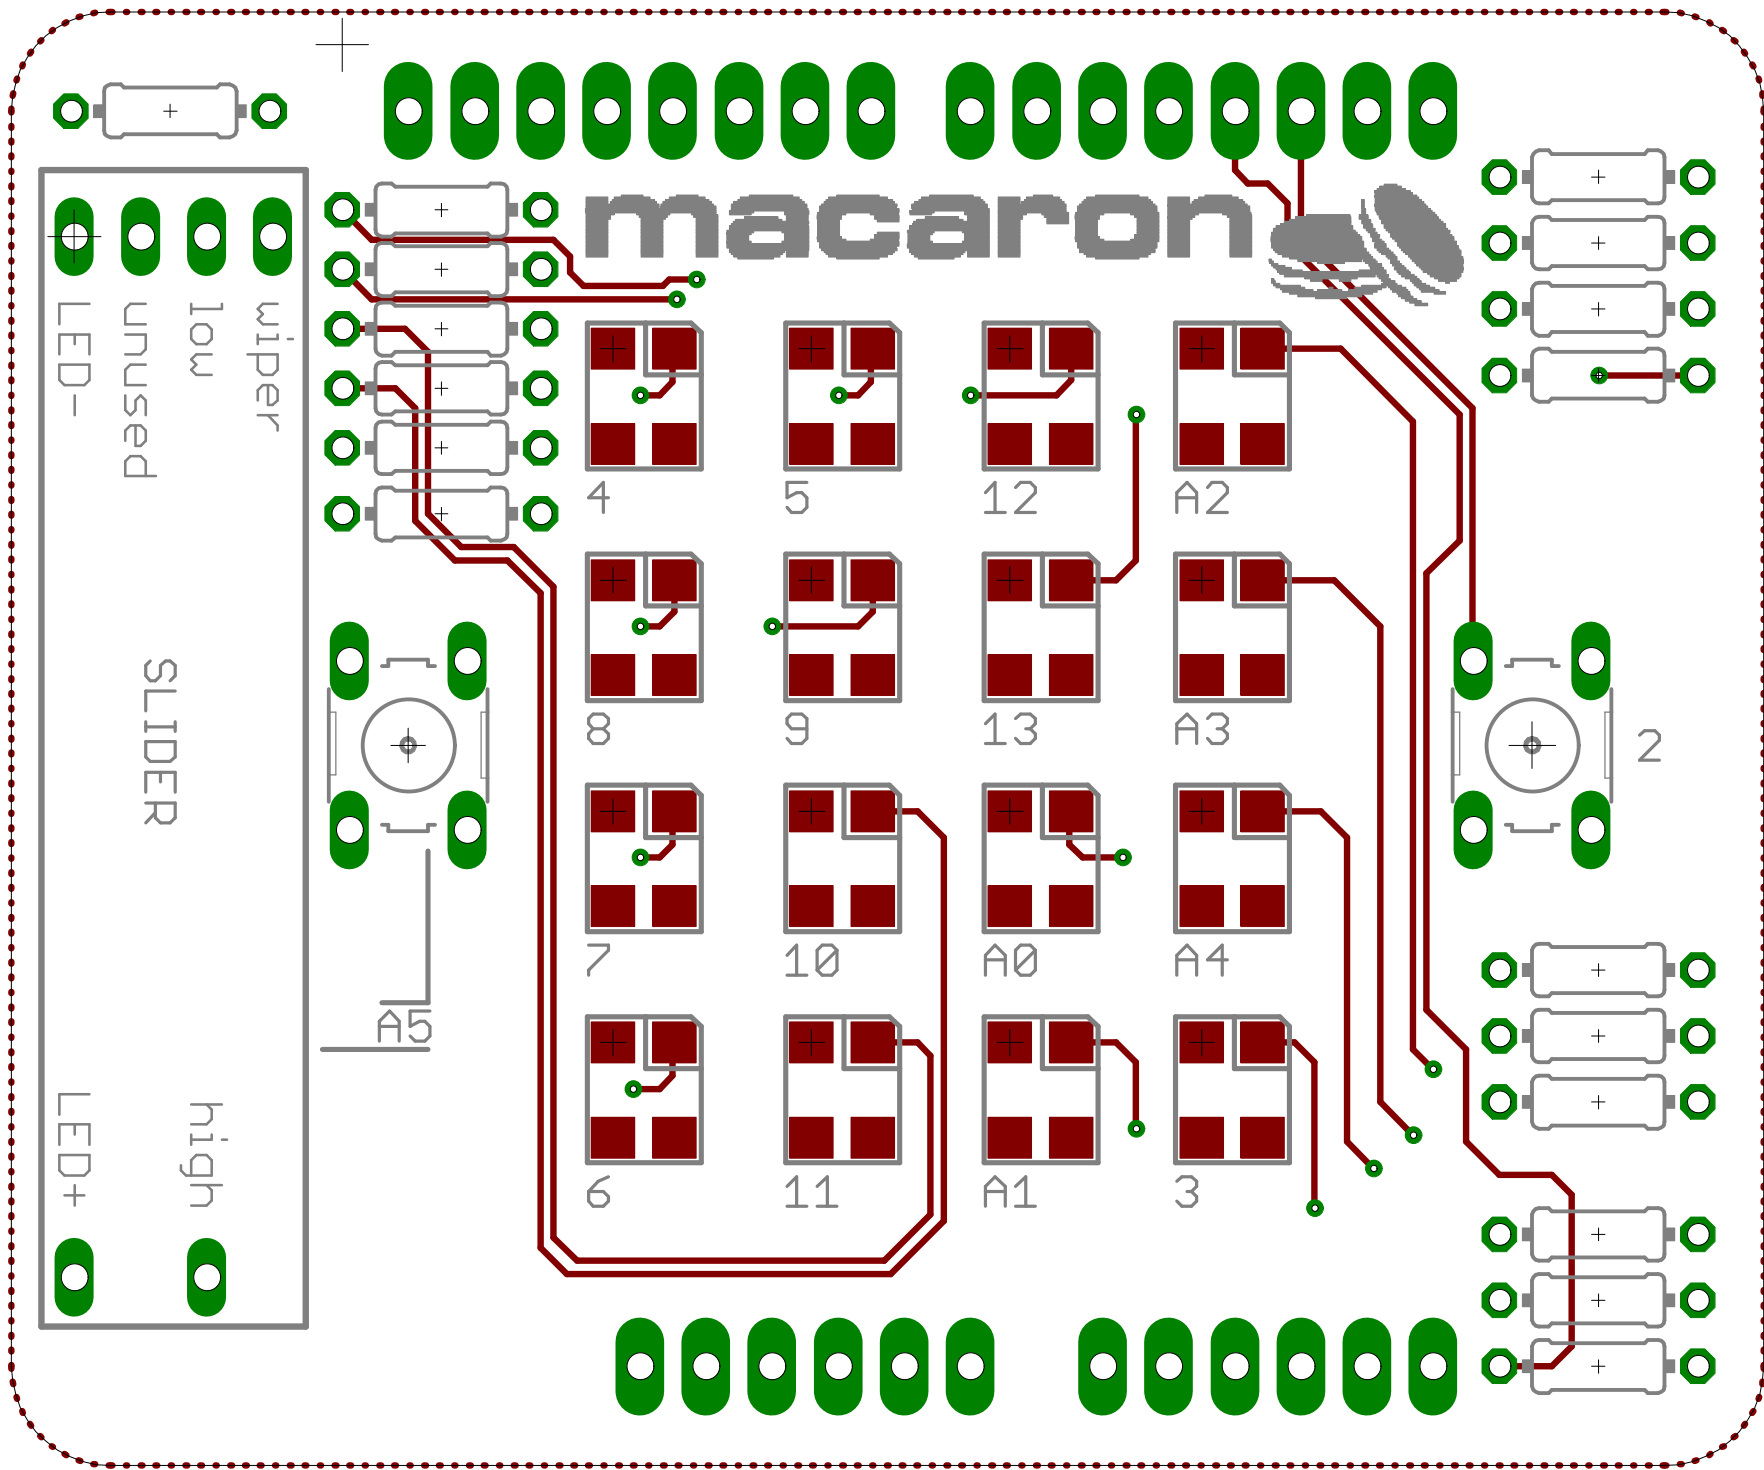 macaron
LED-
unused
low
wiper
4 5 12 A2
8 9 13 A3
SLIDER
2
7 10 A0 A4
A5
LED+
high
6 11 A1 3